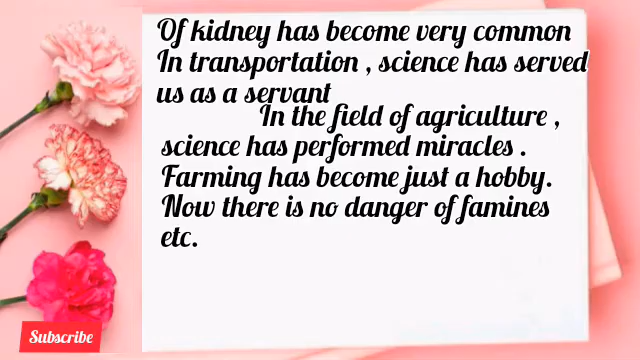 Of kidney has become very common
In transportation , science has served
us as a servant
In the field of agriculture ,
science has performed miracles .
Farming has become just a hobby.
Now there is no danger of famines
etc.
Subscribe